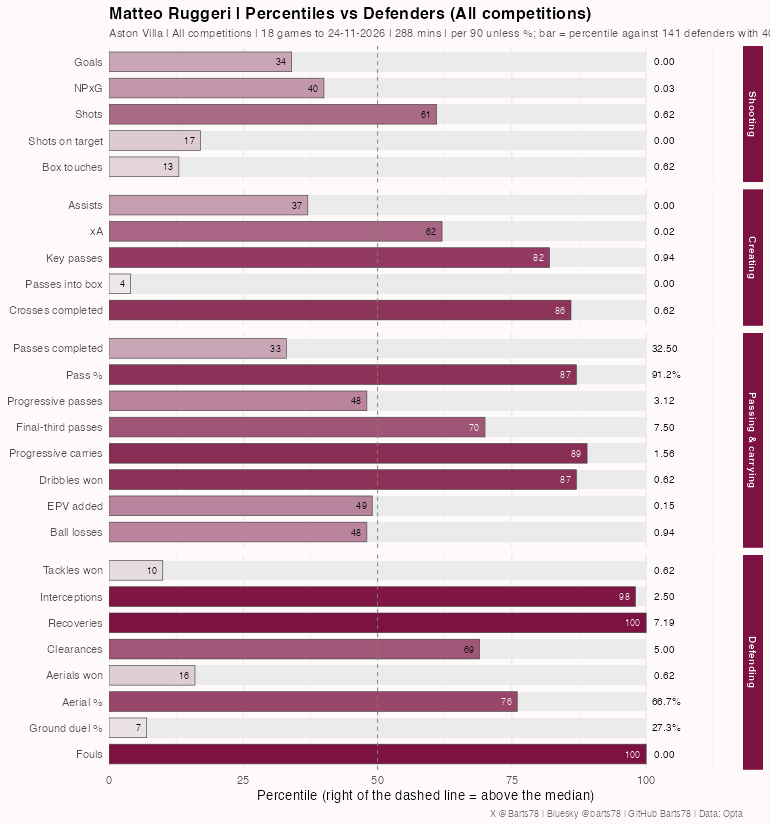 Matteo Ruggeri | Percentiles vs Defenders (All competitions)
Aston Villa | All competitions | 18 games to 24-11-2026 | 288 mins | per 90 unless %; bar = percentile against 141 defenders with 40
Goals 34 0.00
NPxG 40 0.03
Shots 61 0.62
Shots on target 17 0.00
Box touches 13 0.62
Shooting
Assists 37 0.00
xA 62 0.02
Key passes 82 0.94
Passes into box 4 0.00
Crosses completed 86 0.62
Creating
Passes completed 33 32.50
Pass % 87 91.2%
Progressive passes 48 3.12
Final-third passes 70 7.50
Progressive carries 89 1.56
Dribbles won 87 0.62
EPV added 49 0.15
Ball losses 48 0.94
Passing & carrying
Tackles won 10 0.62
Interceptions 98 2.50
Recoveries 100 7.19
Clearances 69 5.00
Aerials won 16 0.62
Aerial % 76 66.7%
Ground duel % 7 27.3%
Fouls 100 0.00
Defending
0 25 50 75 100
Percentile (right of the dashed line = above the median)
X @Barts78 | Bluesky @barts78 | GitHub Barts78 | Data: Opta